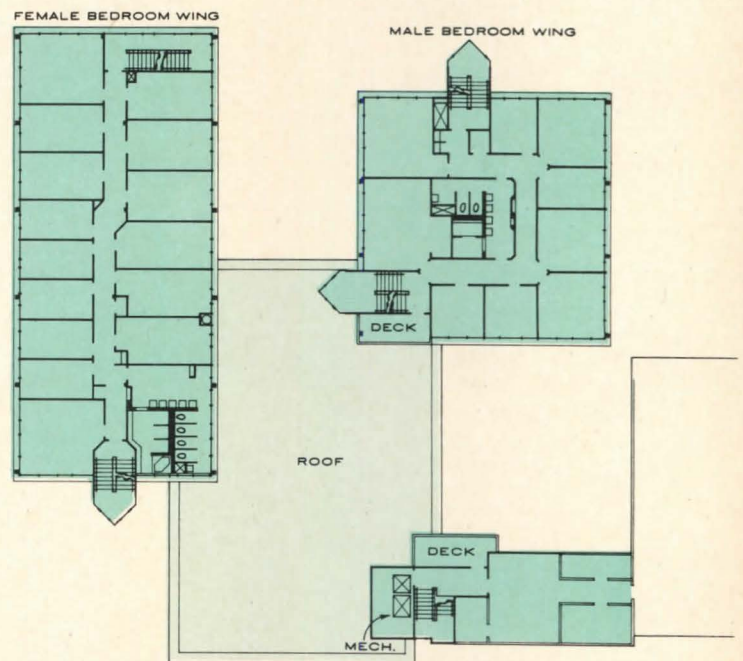 FEMALE BEDROOM WING
MALE BEDROOM WING
DECK
ROOF
DECK
MECH.